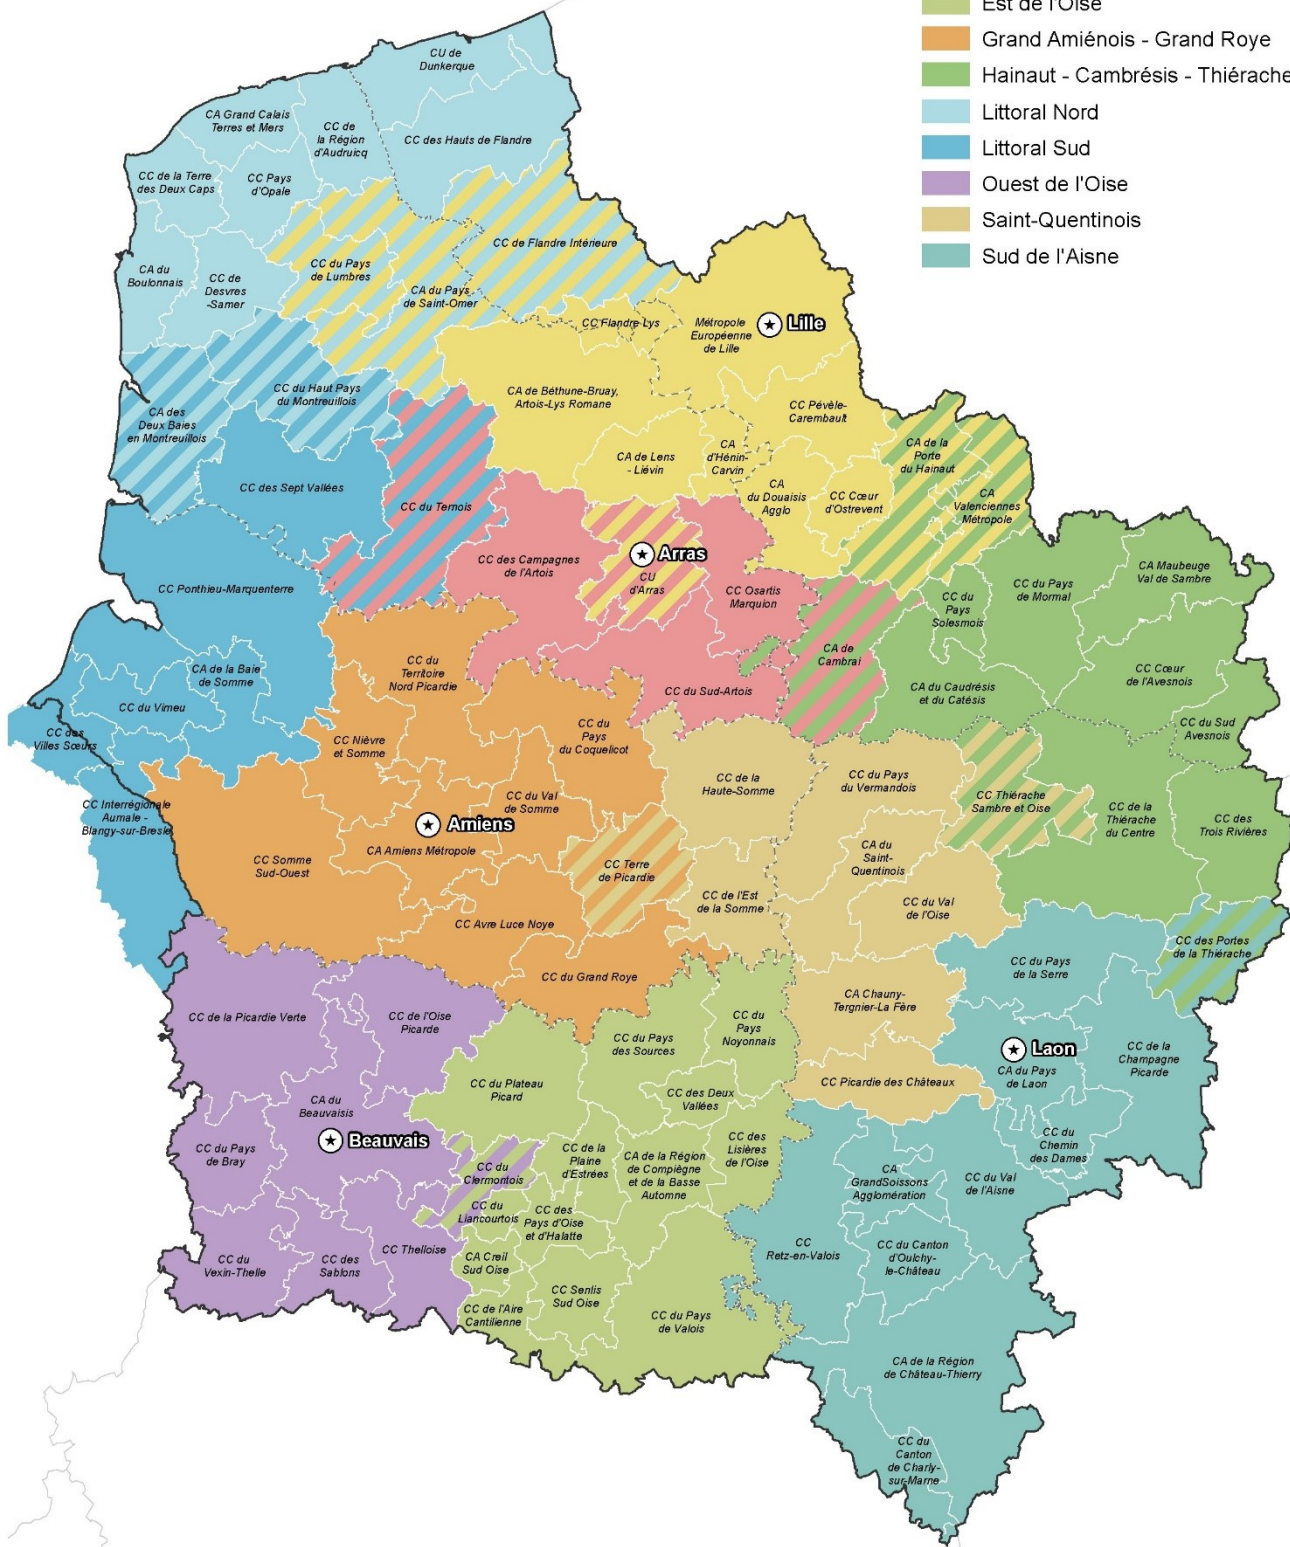 Est de l'Oise
Grand Amiénois - Grand Roye
Hainaut - Cambrésis - Thiérache
Littoral Nord
Littoral Sud
Ouest de l'Oise
Saint-Quentinois
Sud de l'Aisne
CU de
Dunkerque
CA Grand Calais
Terres et Mers
CC de
la Région
d'Audruicq
CC des Hauts de Flandre
CC de la Terre
des Deux Caps
CC Pays
d'Opale
CC de Flandre Intérieure
CA du
Boulonnais
CC de
Desvres
-Samer
CC du Pays
de Lumbres
CA du Pays
de Saint-Omer
CC Flandre Lys
Métropole
Européenne
de Lille
Lille
CC du Haut Pays
du Montreuillois
CA de Béthune-Bruay,
Artois-Lys Romane
CC Pévèle-
Carembault
CA des
Deux Baies
en Montreuillois
CA de Lens
- Liévin
CA
d'Hénin-
Carvin
CA de la
Porte
du Hainaut
CC des Sept Vallées
CC du Ternois
CA
du Douaisis
Agglo
CC Cœur
d'Ostrevent
CA
Valenciennes
Métropole
CC des Campagnes
de l'Artois
Arras
CU
d'Arras
CC Osartis
Marquion
CC du
Pays
Solesmois
CC du Pays
de Mormal
CA Maubeuge
Val de Sambre
CC Ponthieu-Marquenterre
CC du
Territoire
Nord Picardie
CA de
Cambrai
CC du Sud-Artois
CA du Caudrésis
et du Catésis
CC Cœur
de l'Avesnois
CA de la Baie
de Somme
CC du Vimeu
CC des
Villes Sœurs
CC Nièvre
et Somme
CC du
Pays
du Coquelicot
CC du Sud
Avesnois
CC Interrégionale
Aumale -
Blangy-sur-Bresle
CC du Val
de Somme
CC de la
Haute-Somme
CC du Pays
du Vermandois
CC Thiérache
Sambre et Oise
CC de la
Thiérache
du Centre
CC des
Trois Rivières
Amiens
CA Amiens Métropole
CC Somme
Sud-Ouest
CC Terre
de Picardie
CA du
Saint-
Quentinois
CC de l'Est
de la Somme
CC du Val
de l'Oise
CC Avre Luce Noye
CC des Portes
de la Thiérache
CC du Grand Roye
CC du Pays
de la Serre
CC de la Picardie Verte
CC de l'Oise
Picarde
CA Chauny-
Tergnier-La Fère
CC du Pays
des Sources
CC du
Pays
Noyonnais
Laon
CA du Pays
de Laon
CC de la
Champagne
Picarde
CC du Plateau
Picard
CC des Deux
Vallées
CC Picardie des Châteaux
CA du
Beauvaisis
Beauvais
CC du Pays
de Bray
CC du
Clermontois
CC de la
Plaine
d'Estrées
CA de la Région
de Compiègne
et de la Basse
Automne
CC des
Lisières
de l'Oise
CC du
Chemin
des Dames
CA
GrandSoissons
Agglomération
CC du Val
de l'Aisne
CC du
Liancourtois
CC des
Pays d'Oise
et d'Halatte
CC du
Vexin-Thelle
CC des
Sablons
CC Thelloise
CA Creil
Sud Oise
CC
Retz-en-Valois
CC du Canton
d'Oulchy-
le-Château
CC de l'Aire
Cantilienne
CC Senlis
Sud Oise
CC du Pays
de Valois
CA de la Région
de Château-Thierry
CC du
Canton
de Charly-
sur-Marne